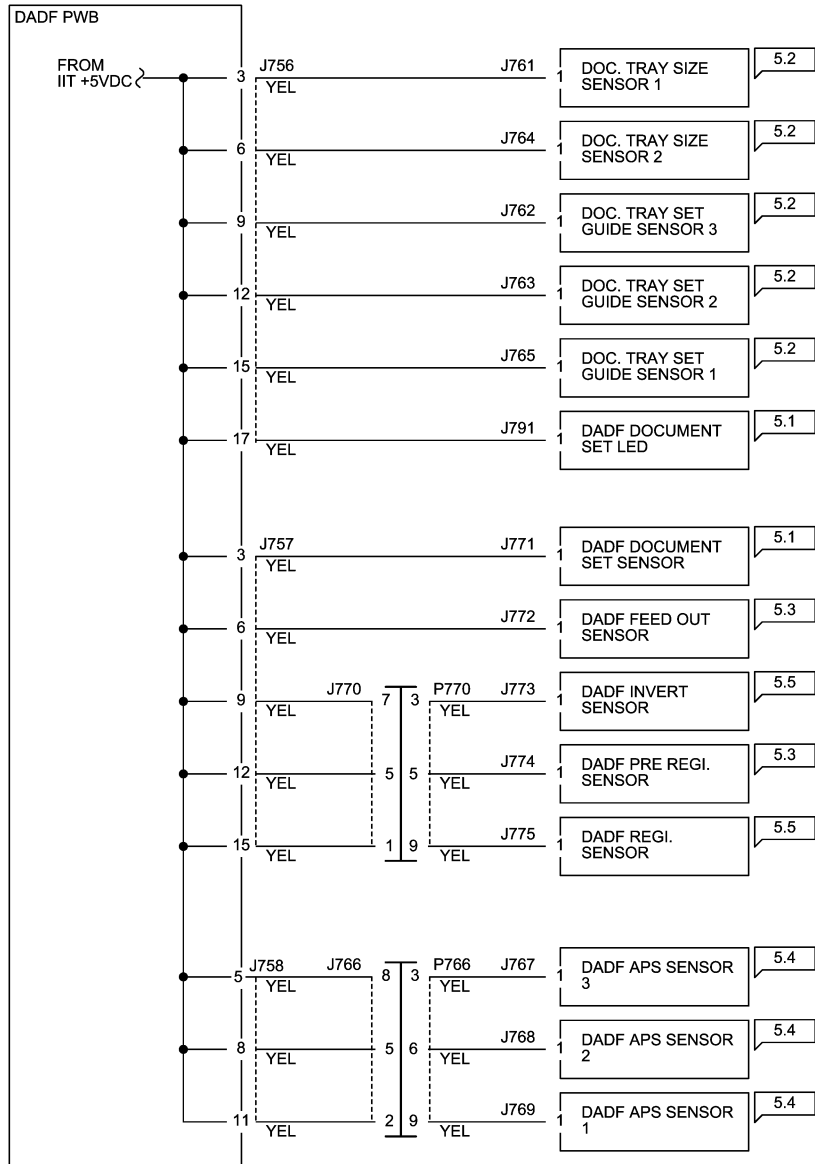 DADF PWB
FROM
IIT +5VDC
3 J756 YEL J761 1 DOC. TRAY SIZE SENSOR 1 5.2
6 YEL J764 1 DOC. TRAY SIZE SENSOR 2 5.2
9 YEL J762 1 DOC. TRAY SET GUIDE SENSOR 3 5.2
12 YEL J763 1 DOC. TRAY SET GUIDE SENSOR 2 5.2
15 YEL J765 1 DOC. TRAY SET GUIDE SENSOR 1 5.2
17 YEL J791 1 DADF DOCUMENT SET LED 5.1
3 J757 YEL J771 1 DADF DOCUMENT SET SENSOR 5.1
6 YEL J772 1 DADF FEED OUT SENSOR 5.3
9 YEL J770 7 3 P770 YEL J773 1 DADF INVERT SENSOR 5.5
12 YEL 5 5 YEL J774 1 DADF PRE REGI. SENSOR 5.3
15 YEL 1 9 YEL J775 1 DADF REGI. SENSOR 5.5
5 J758 YEL J766 8 3 P766 YEL J767 1 DADF APS SENSOR 3 5.4
8 YEL 5 6 YEL J768 1 DADF APS SENSOR 2 5.4
11 YEL 2 9 YEL J769 1 DADF APS SENSOR 1 5.4